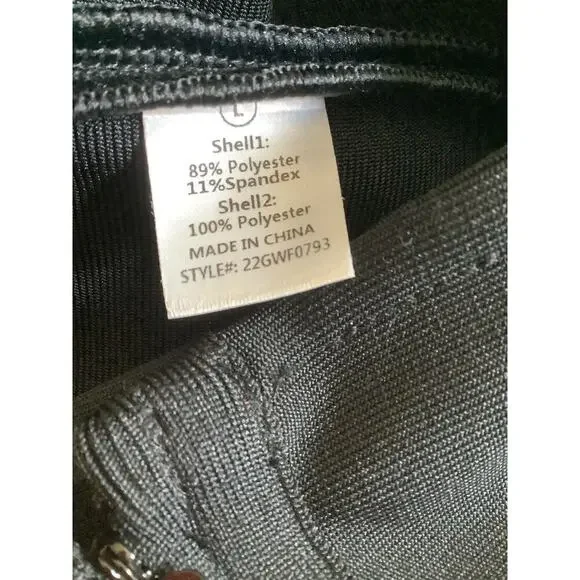 L
Shell1:
89% Polyester
11%Spandex
Shell2:
100% Polyester
MADE IN CHINA
STYLE#: 22GWF0793